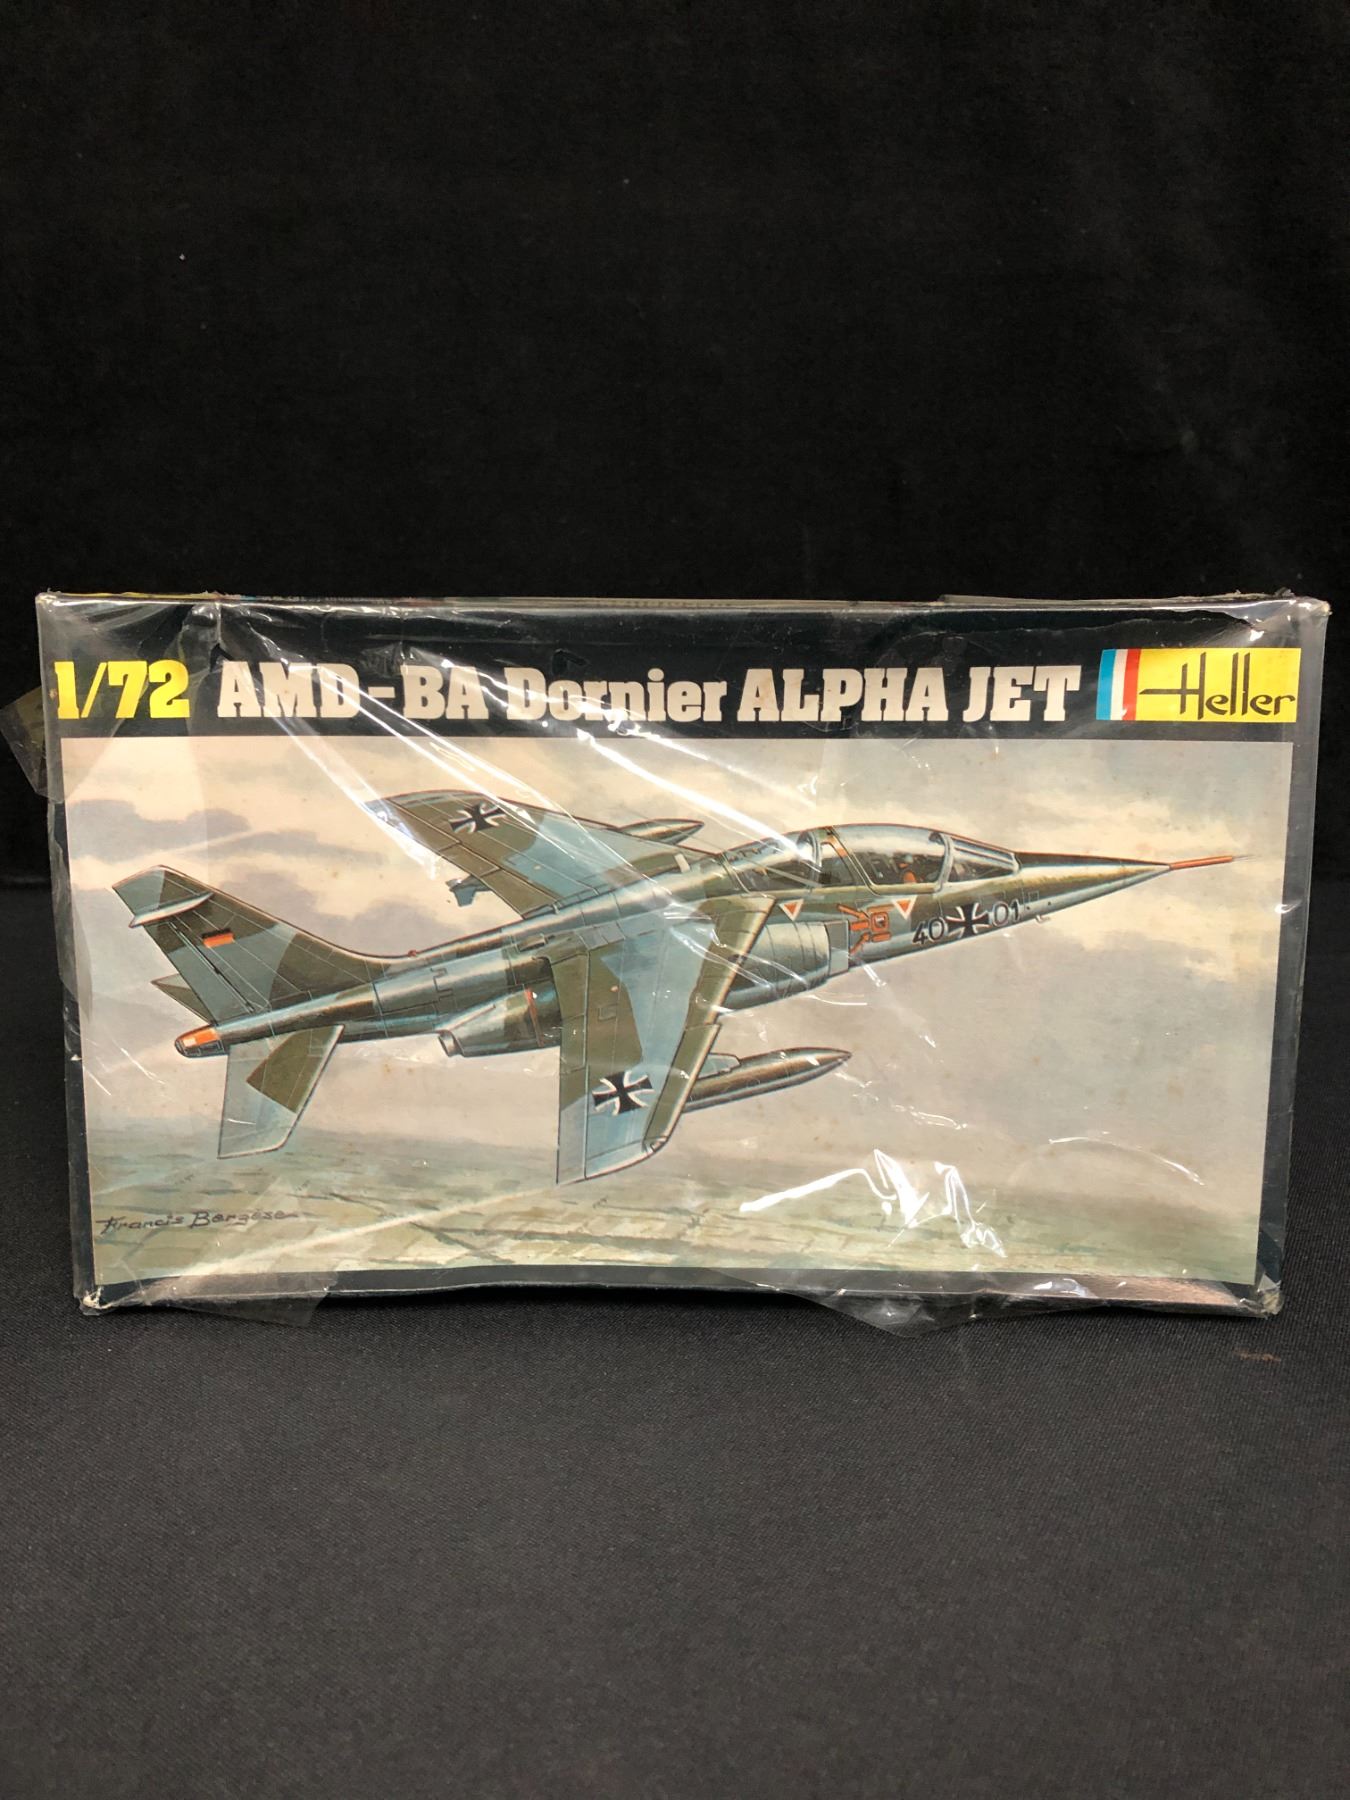 1/72 AMD-BA Dornier ALPHA JET Heller
40 01
Francis Bergèse